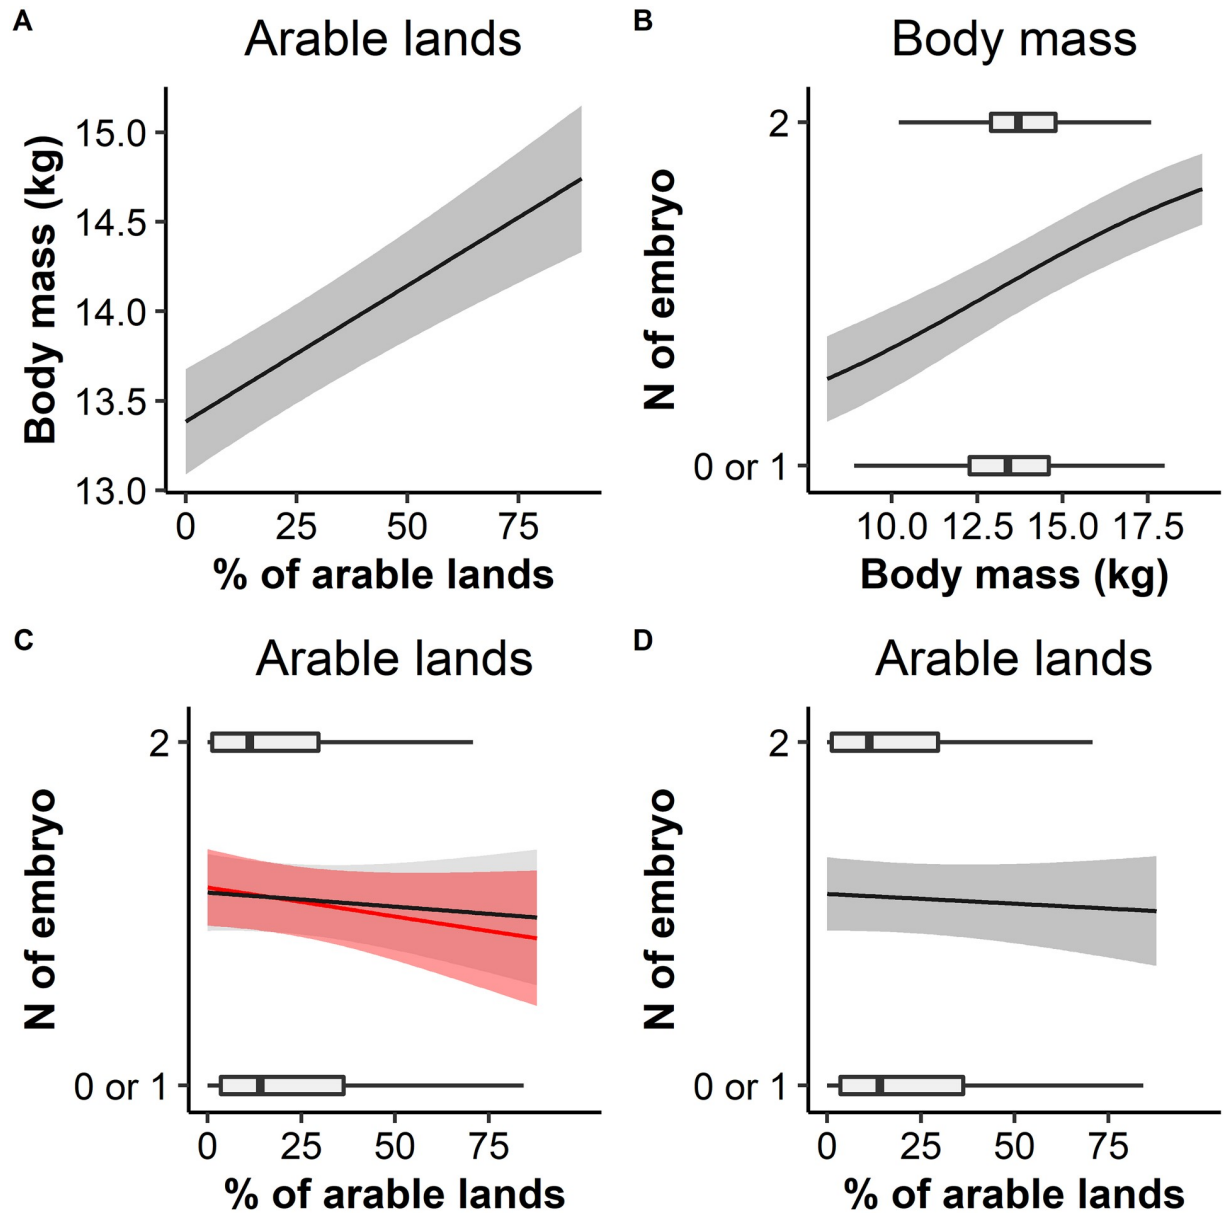 A
Arable lands
Body mass (kg)
15.0
14.5
14.0
13.5
13.0
0 25 50 75
% of arable lands
B
Body mass
N of embryo
2
0 or 1
10.0 12.5 15.0 17.5
Body mass (kg)
C
Arable lands
N of embryo
2
0 or 1
0 25 50 75
% of arable lands
D
Arable lands
N of embryo
2
0 or 1
0 25 50 75
% of arable lands